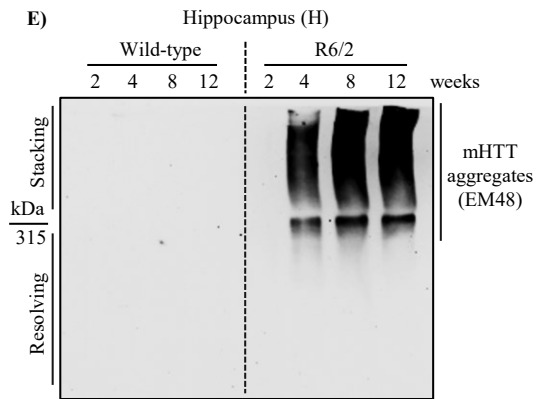 E)
Hippocampus (H)
Wild-type
R6/2
2 4 8 12 2 4 8 12 weeks
Stacking
kDa
315
Resolving
mHTT
aggregates
(EM48)